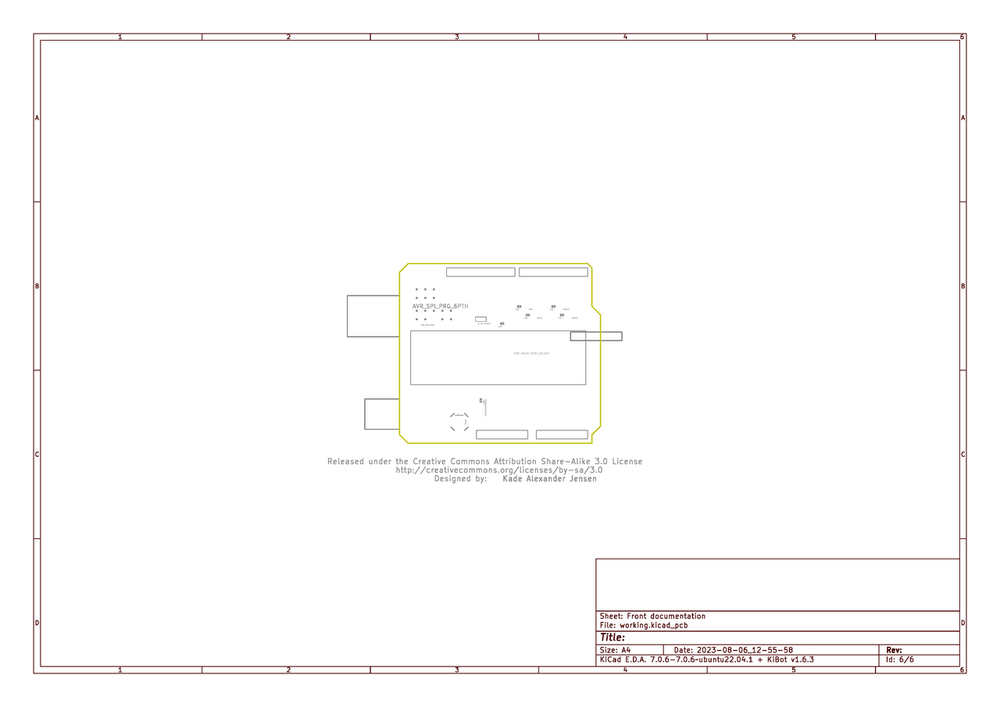 1 2 3 4 5 6
A A
B B
AVR_SPI_PRG_6PTH
C C
Released under the Creative Commons Attribution Share-Alike 3.0 License
http://creativecommons.org/licenses/by-sa/3.0
Designed by: Kade Alexander Jensen
D D
Sheet: Front documentation
File: working.kicad_pcb
Title:
Size: A4 Date: 2023-08-06_12-55-58 Rev:
KiCad E.D.A. 7.0.6-7.0.6-ubuntu22.04.1 + KiBot v1.6.3 Id: 6/6
1 2 3 4 5 6